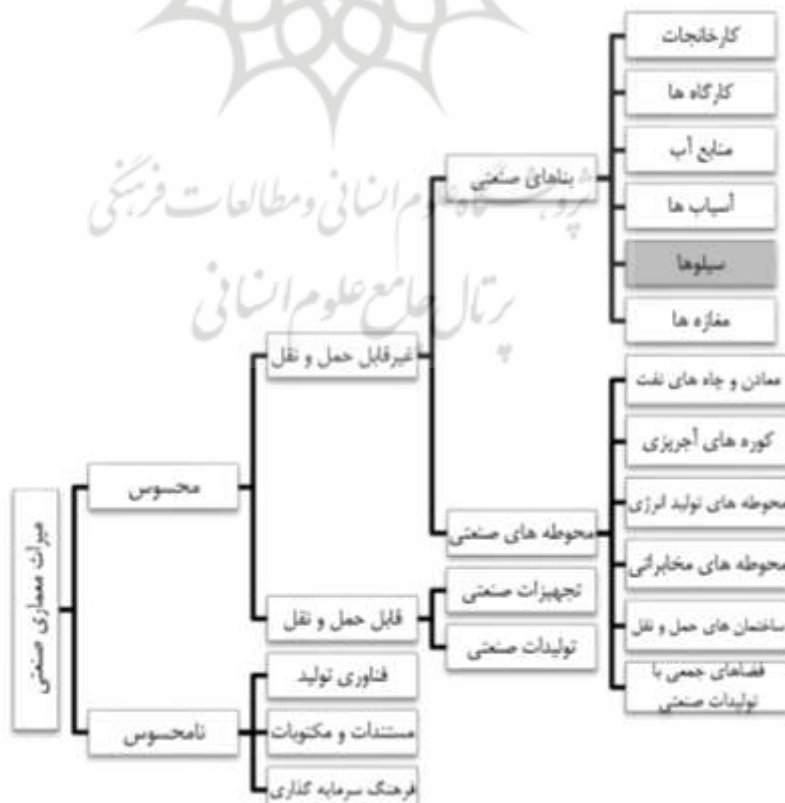 میراث معماری صنعتی
محسوس
غیرقابل حمل و نقل
بناهای صنعتی
کارخانجات
کارگاه ها
منابع آب
آسیاب ها
سیلوها
مغازه ها
محوطه های صنعتی
معادن و چاه های نفت
کوره های آجرپزی
محوطه های تولید انرژی
محوطه های مخابراتی
ساختمان های حمل و نقل
فضاهای جمعی با
تولیدات صنعتی
قابل حمل و نقل
تجهیزات صنعتی
تولیدات صنعتی
نامحسوس
فناوری تولید
مستندات و مکتوبات
فرهنگ سرمایه گذاری
پژوهشگاه علوم انسانی و مطالعات فرهنگی
پرتال جامع علوم انسانی